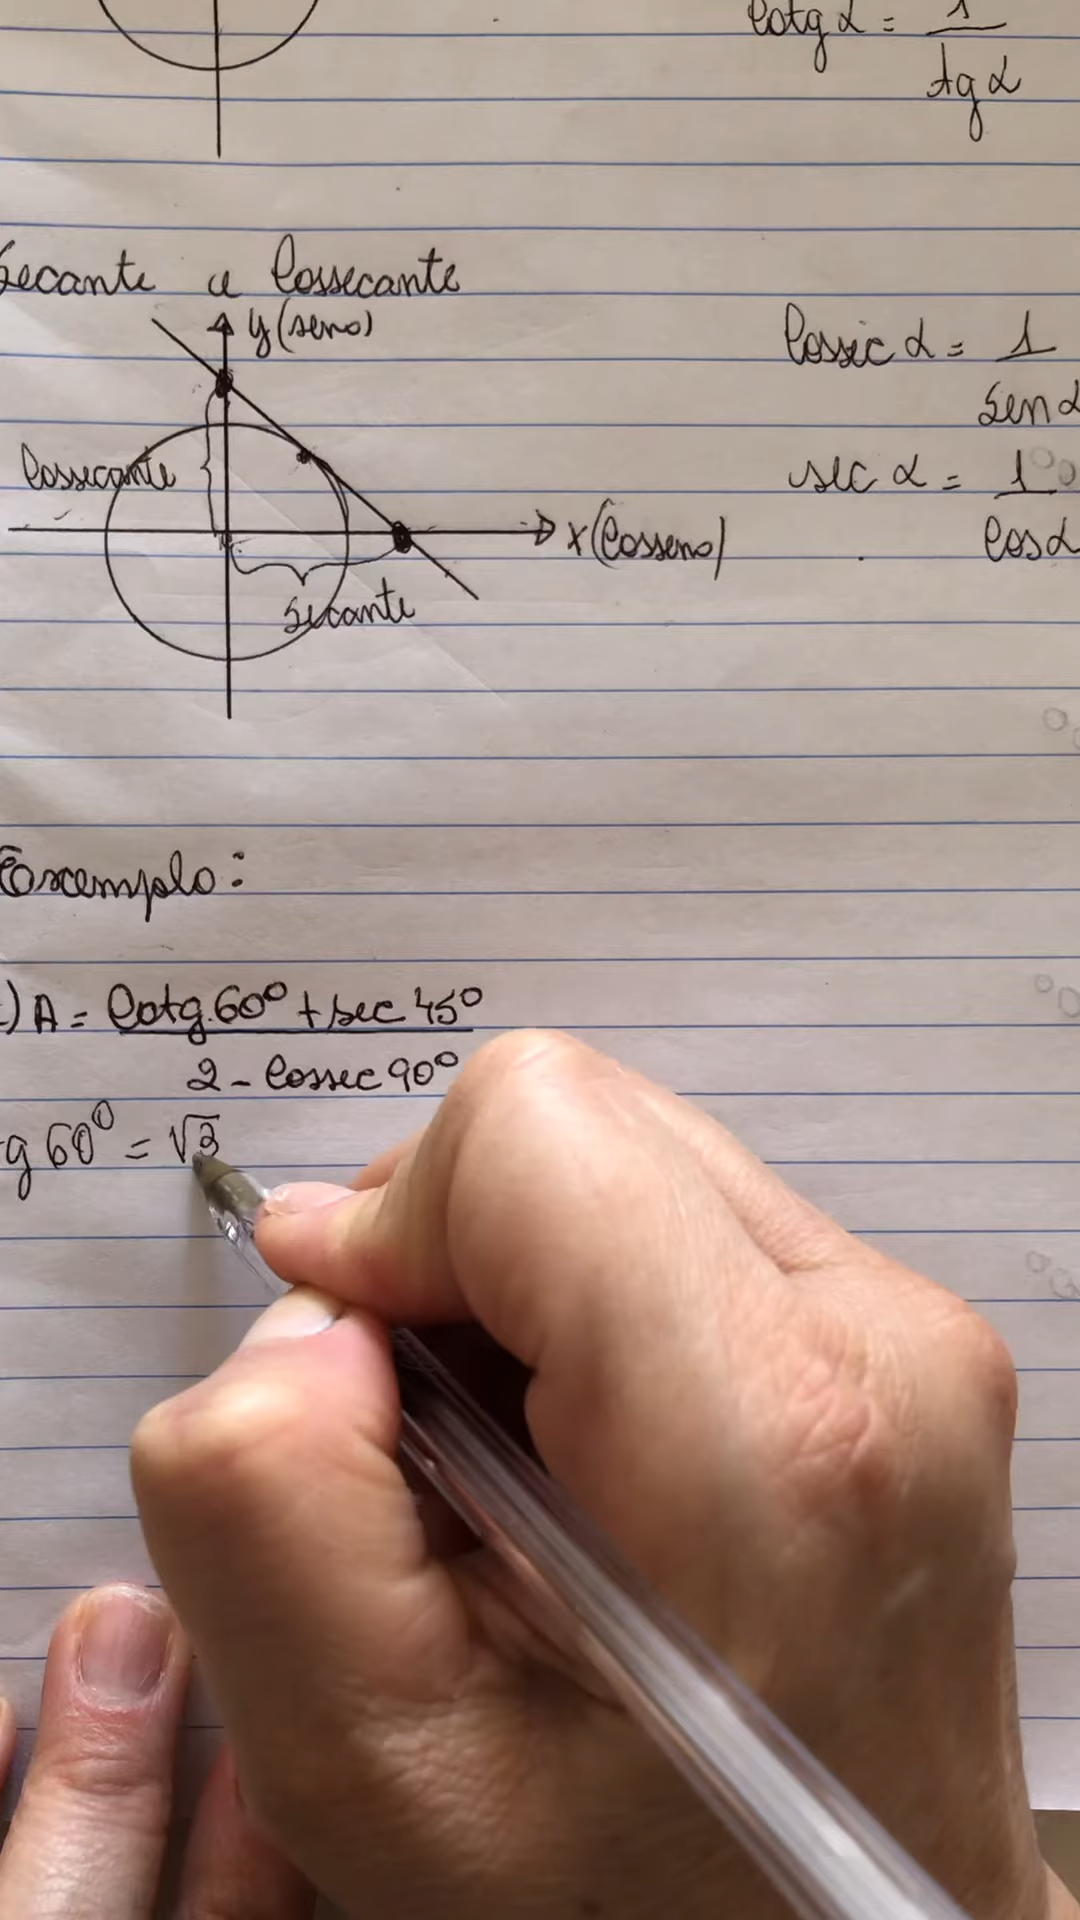 Cotg α = 1
tg α
Secante e Cossecante
y (seno)
Cossec α = 1
sen α
Cossecante
sec α = 1
cos α
x (Cosseno)
Secante
Exemplo:
) A = Cotg.60° + sec 45°
2 - Cossec 90°
g 60° = √3